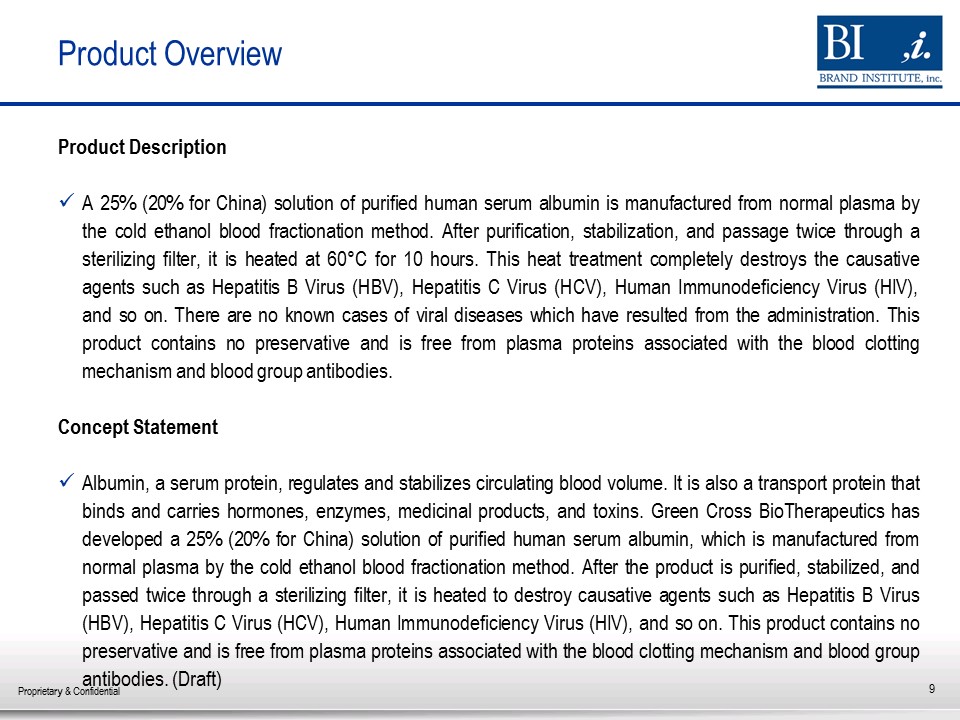 Product Overview
BI ,i.
BRAND INSTITUTE, inc.
Product Description
✓ A 25% (20% for China) solution of purified human serum albumin is manufactured from normal plasma by
the cold ethanol blood fractionation method. After purification, stabilization, and passage twice through a
sterilizing filter, it is heated at 60°C for 10 hours. This heat treatment completely destroys the causative
agents such as Hepatitis B Virus (HBV), Hepatitis C Virus (HCV), Human Immunodeficiency Virus (HIV),
and so on. There are no known cases of viral diseases which have resulted from the administration. This
product contains no preservative and is free from plasma proteins associated with the blood clotting
mechanism and blood group antibodies.
Concept Statement
✓ Albumin, a serum protein, regulates and stabilizes circulating blood volume. It is also a transport protein that
binds and carries hormones, enzymes, medicinal products, and toxins. Green Cross BioTherapeutics has
developed a 25% (20% for China) solution of purified human serum albumin, which is manufactured from
normal plasma by the cold ethanol blood fractionation method. After the product is purified, stabilized, and
passed twice through a sterilizing filter, it is heated to destroy causative agents such as Hepatitis B Virus
(HBV), Hepatitis C Virus (HCV), Human Immunodeficiency Virus (HIV), and so on. This product contains no
preservative and is free from plasma proteins associated with the blood clotting mechanism and blood group
antibodies. (Draft)
Proprietary & Confidential
9